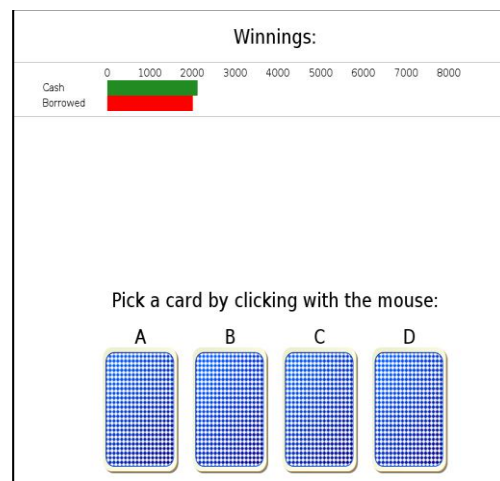 Winnings:
0 1000 2000 3000 4000 5000 6000 7000 8000
Cash
Borrowed
Pick a card by clicking with the mouse:
A B C D